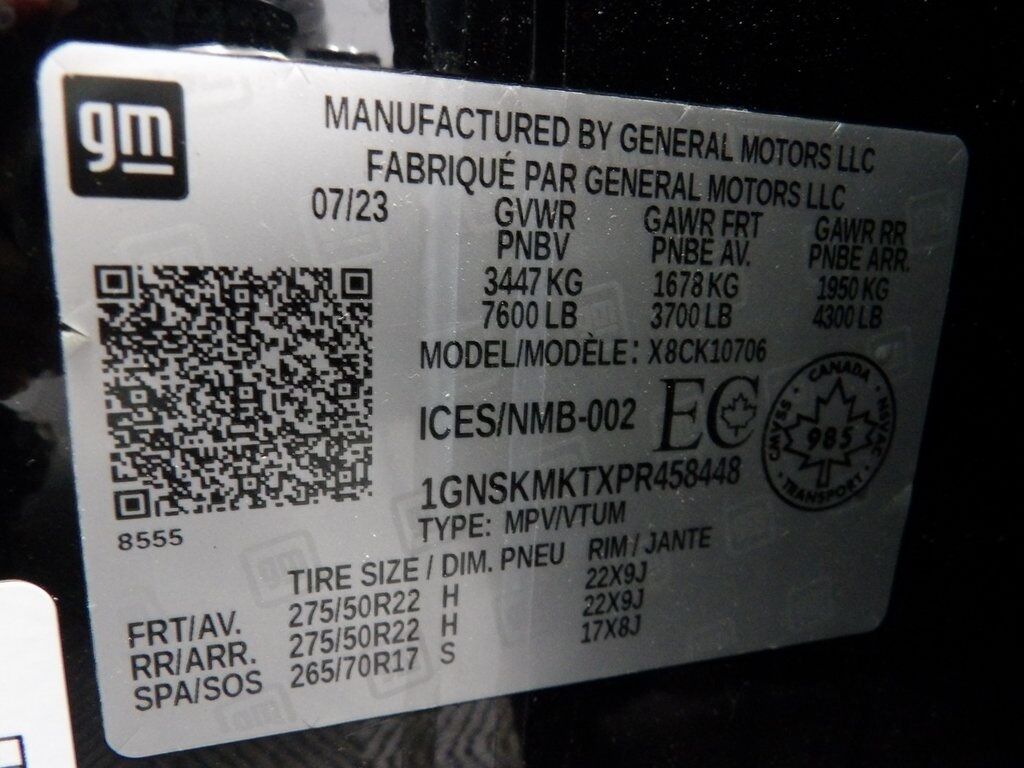 gm
MANUFACTURED BY GENERAL MOTORS LLC
FABRIQUÉ PAR GENERAL MOTORS LLC
07/23 GVWR GAWR FRT GAWR RR
PNBV PNBE AV. PNBE ARR.
3447 KG 1678 KG 1950 KG
7600 LB 3700 LB 4300 LB
MODEL/MODÈLE: X8CK10706
ICES/NMB-002 EC
CANADA
CMVSS 985 NSVAC
TRANSPORT
1GNSKMKTXPR458448
TYPE: MPV/VTUM
8555
TIRE SIZE / DIM. PNEU RIM / JANTE
FRT/AV. 275/50R22 H 22X9J
RR/ARR. 275/50R22 H 22X9J
SPA/SOS 265/70R17 S 17X8J